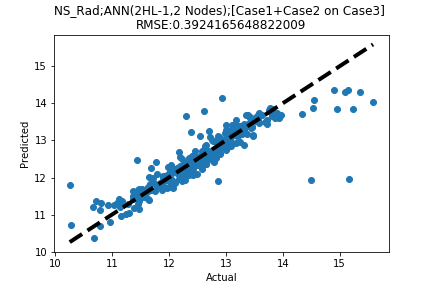 NS_Rad;ANN(2HL-1,2 Nodes);[Case1+Case2 on Case3]
RMSE:0.3924165648822009
Predicted
15
14
13
12
11
10
10 11 12 13 14 15
Actual